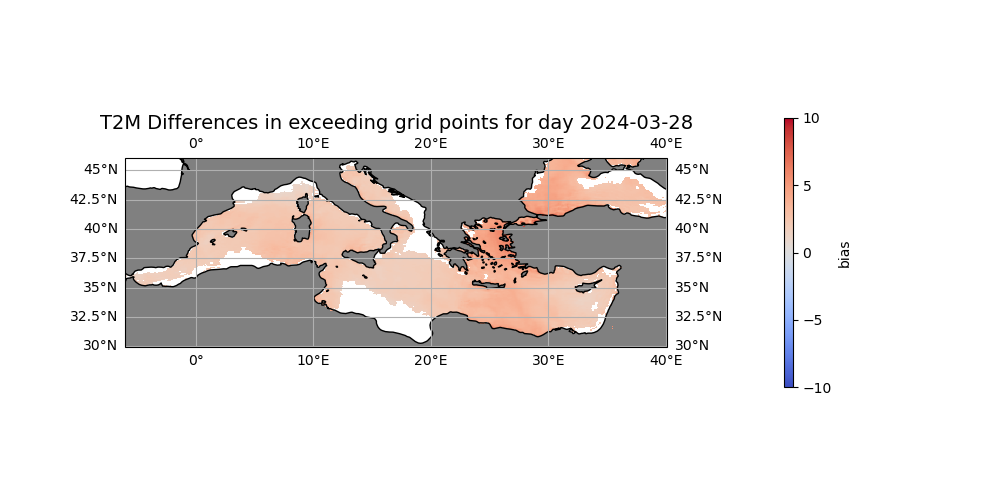 T2M Differences in exceeding grid points for day 2024-03-28
0° 10°E 20°E 30°E 40°E
45°N 45°N
42.5°N 42.5°N
40°N 40°N
37.5°N 37.5°N
35°N 35°N
32.5°N 32.5°N
30°N 30°N
0° 10°E 20°E 30°E 40°E
10
5
0
−5
−10
bias